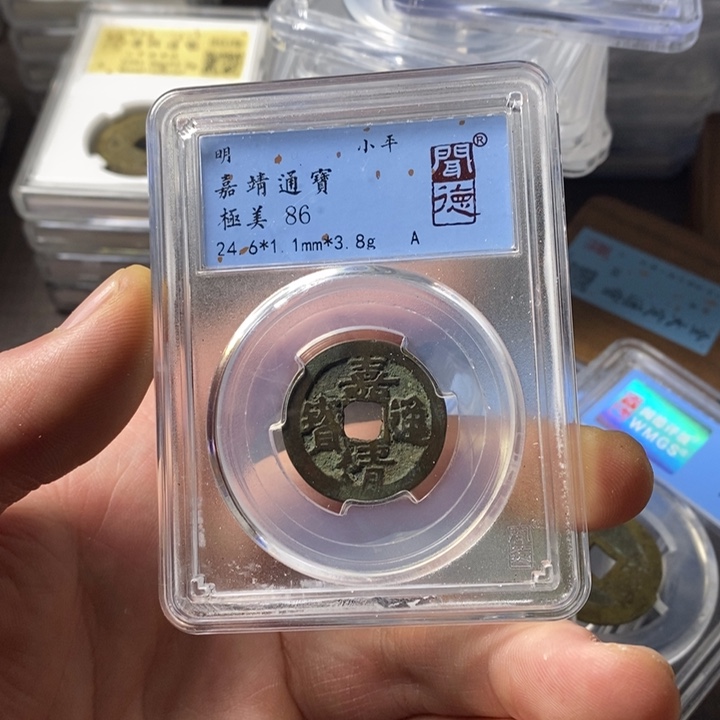 明 小平
嘉靖通寶
極美 86
24.6*1.1mm*3.8g A
聞德®
嘉靖通寶
WMGS